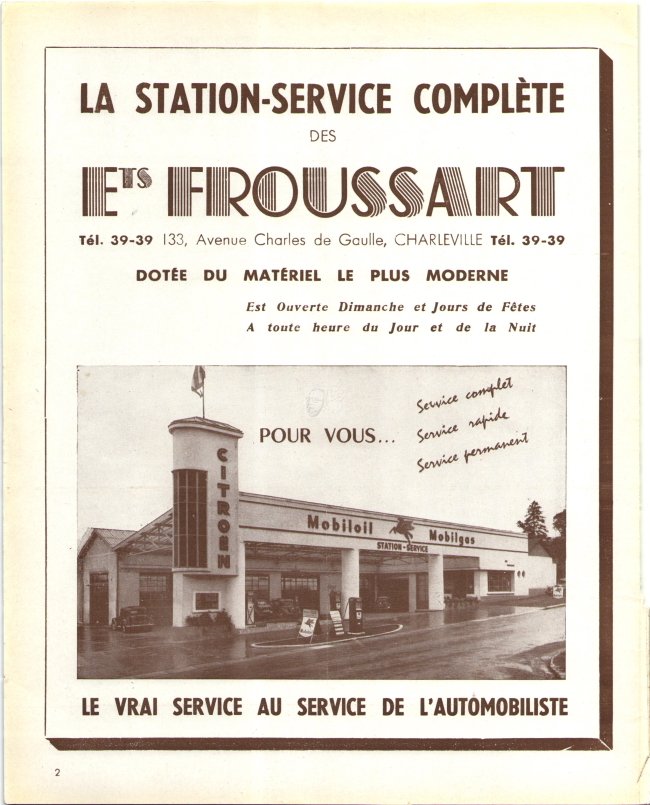 LA STATION-SERVICE COMPLÈTE
DES
ETS FROUSSART
Tél. 39-39 133, Avenue Charles de Gaulle, CHARLEVILLE Tél. 39-39
DOTÉE DU MATÉRIEL LE PLUS MODERNE
Est Ouverte Dimanche et Jours de Fêtes
A toute heure du Jour et de la Nuit
POUR VOUS...
Service complet
Service rapide
Service permanent
CITROEN
Mobiloil Mobilgas
STATION-SERVICE
LE VRAI SERVICE AU SERVICE DE L'AUTOMOBILISTE
2